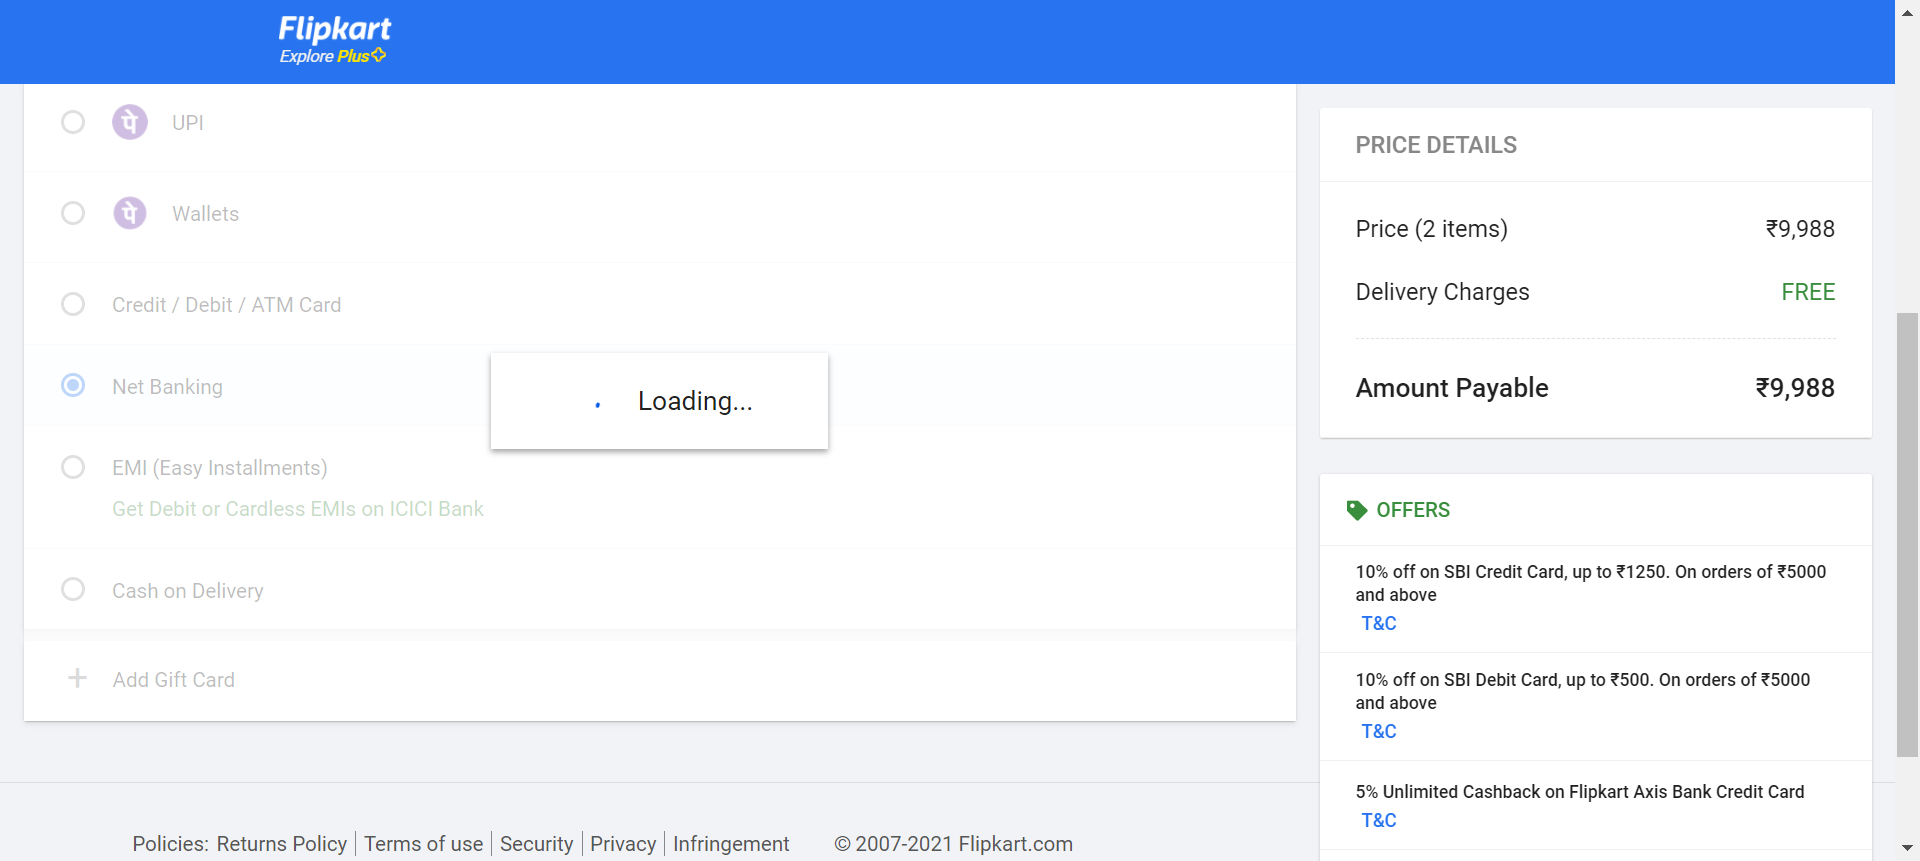 Flipkart
Explore Plus
पे UPI
पे Wallets
Credit / Debit / ATM Card
Net Banking
Loading...
EMI (Easy Installments)
Get Debit or Cardless EMIs on ICICI Bank
Cash on Delivery
+ Add Gift Card
PRICE DETAILS
Price (2 items) ₹9,988
Delivery Charges FREE
Amount Payable ₹9,988
OFFERS
10% off on SBI Credit Card, up to ₹1250. On orders of ₹5000
and above
T&C
10% off on SBI Debit Card, up to ₹500. On orders of ₹5000
and above
T&C
5% Unlimited Cashback on Flipkart Axis Bank Credit Card
T&C
Policies: Returns Policy | Terms of use | Security | Privacy | Infringement © 2007-2021 Flipkart.com